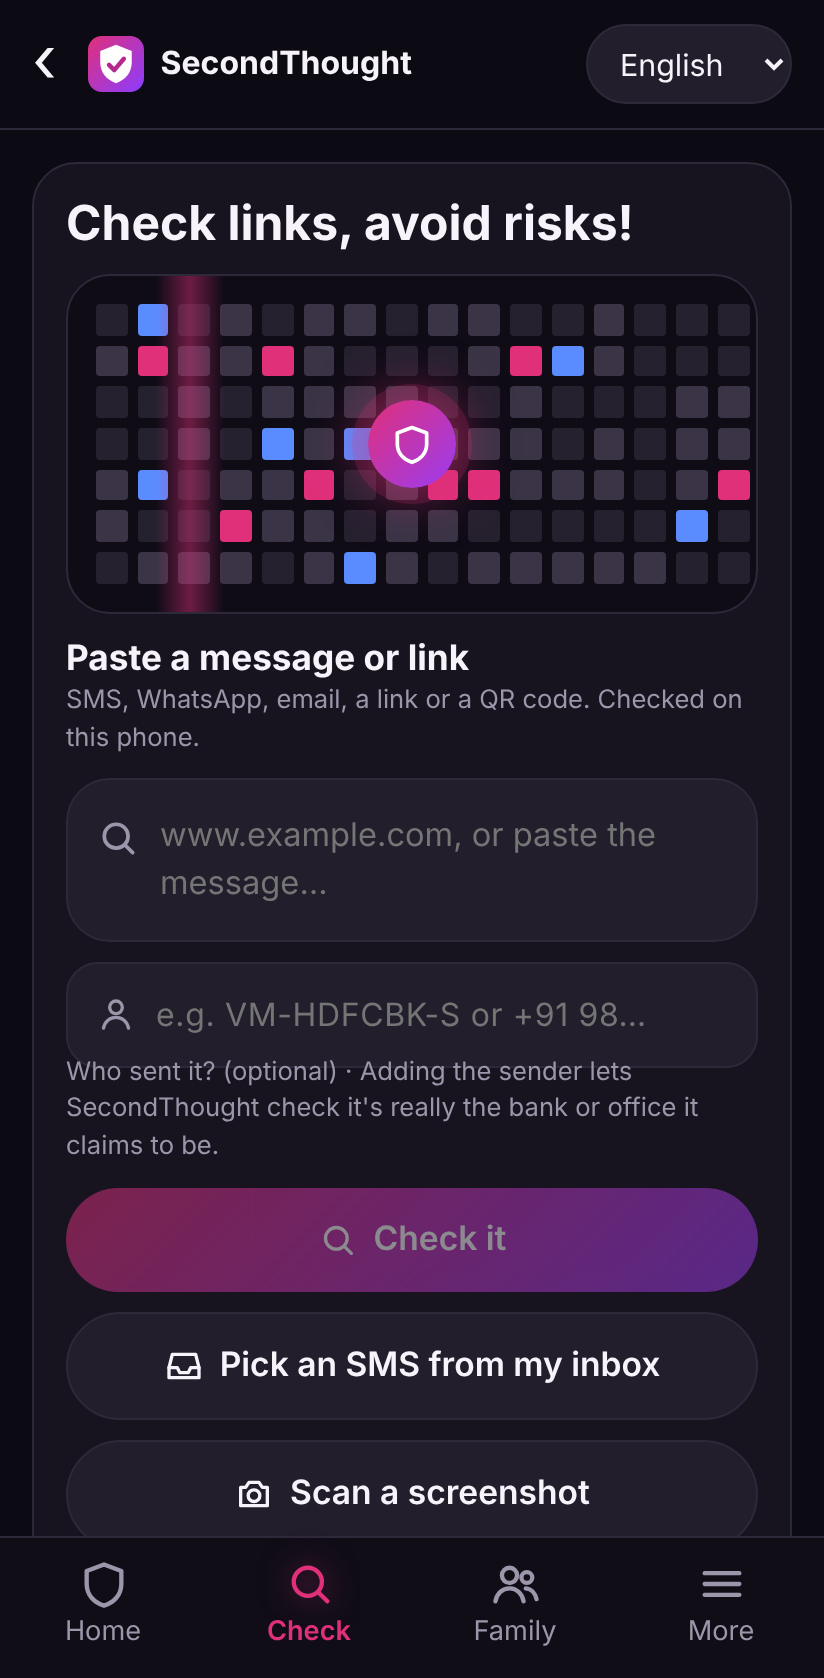 SecondThought
English
Check links, avoid risks!
Paste a message or link
SMS, WhatsApp, email, a link or a QR code. Checked on
this phone.
www.example.com, or paste the
message...
e.g. VM-HDFCBK-S or +91 98...
Who sent it? (optional) · Adding the sender lets
SecondThought check it's really the bank or office it
claims to be.
Check it
Pick an SMS from my inbox
Scan a screenshot
Home
Check
Family
More